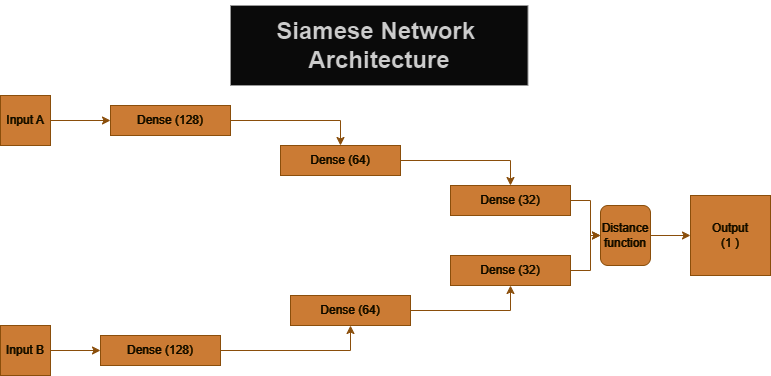 Siamese Network
Architecture
Input A
Dense (128)
Dense (64)
Dense (32)
Distance
function
Output
(1 )
Dense (32)
Dense (64)
Input B
Dense (128)